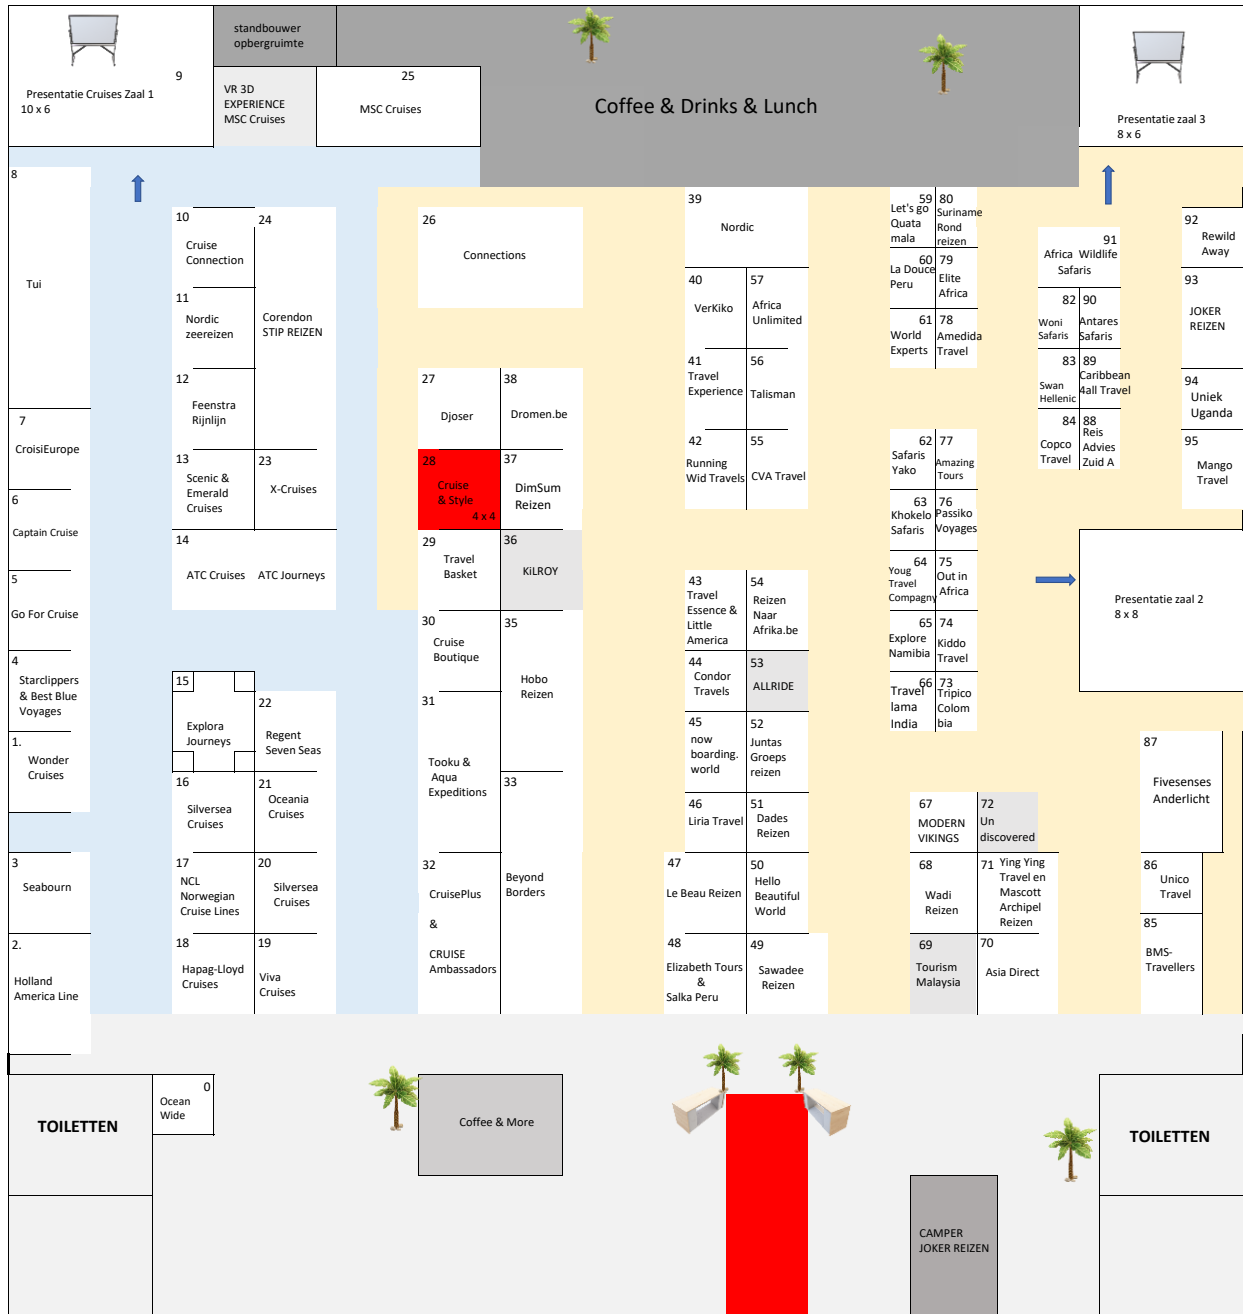 standbouwer
opbergruimte
9
Presentatie Cruises Zaal 1
10 x 6
VR 3D
EXPERIENCE
MSC Cruises
25
MSC Cruises
Coffee & Drinks & Lunch
Presentatie zaal 3
8 x 6
8
Tui
7
CroisiEurope
6
Captain Cruise
5
Go For Cruise
4
Starclippers
& Best Blue
Voyages
1.
Wonder
Cruises
3
Seabourn
2.
Holland
America Line
10
Cruise
Connection
11
Nordic
zeereizen
12
Feenstra
Rijnlijn
13
Scenic &
Emerald
Cruises
24
Corendon
STIP REIZEN
23
X-Cruises
14
ATC Cruises ATC Journeys
15
Explora
Journeys
22
Regent
Seven Seas
16
Silversea
Cruises
21
Oceania
Cruises
17
NCL
Norwegian
Cruise Lines
20
Silversea
Cruises
18
Hapag-Lloyd
Cruises
19
Viva
Cruises
26
Connections
27
Djoser
38
Dromen.be
28
Cruise
& Style
4 x 4
37
DimSum
Reizen
29
Travel
Basket
36
KiLROY
30
Cruise
Boutique
35
Hobo
Reizen
31
Tooku &
Aqua
Expeditions
33
Beyond
Borders
32
CruisePlus
&
CRUISE
Ambassadors
39
Nordic
40
VerKiko
57
Africa
Unlimited
41
Travel
Experience
56
Talisman
42
Running
Wid Travels
55
CVA Travel
43
Travel
Essence &
Little
America
54
Reizen
Naar
Afrika.be
44
Condor
Travels
53
ALLRIDE
45
now
boarding.
world
52
Juntas
Groeps
reizen
46
Liria Travel
51
Dades
Reizen
47
Le Beau Reizen
50
Hello
Beautiful
World
48
Elizabeth Tours
&
Salka Peru
49
Sawadee
Reizen
59
Let's go
Quata
mala
80
Suriname
Rond
reizen
60
La Douce
Peru
79
Elite
Africa
61
World
Experts
78
Amedida
Travel
62
Safaris
Yako
77
Amazing
Tours
63
Khokelo
Safaris
76
Passiko
Voyages
64
Youg
Travel
Compagny
75
Out in
Africa
65
Explore
Namibia
74
Kiddo
Travel
66
Travel
lama
India
73
Tripico
Colom
bia
67
MODERN
VIKINGS
72
Un
discovered
68
Wadi
Reizen
71
Ying Ying
Travel en
Mascott
Archipel
Reizen
69
Tourism
Malaysia
70
Asia Direct
91
Africa Wildlife
Safaris
82
Woni
Safaris
90
Antares
Safaris
83
Swan
Hellenic
89
Caribbean
4all Travel
84
Copco
Travel
88
Reis
Advies
Zuid A
92
Rewild
Away
93
JOKER
REIZEN
94
Uniek
Uganda
95
Mango
Travel
Presentatie zaal 2
8 x 8
87
Fivesenses
Anderlicht
86
Unico
Travel
85
BMS-
Travellers
TOILETTEN
0
Ocean
Wide
Coffee & More
CAMPER
JOKER REIZEN
TOILETTEN